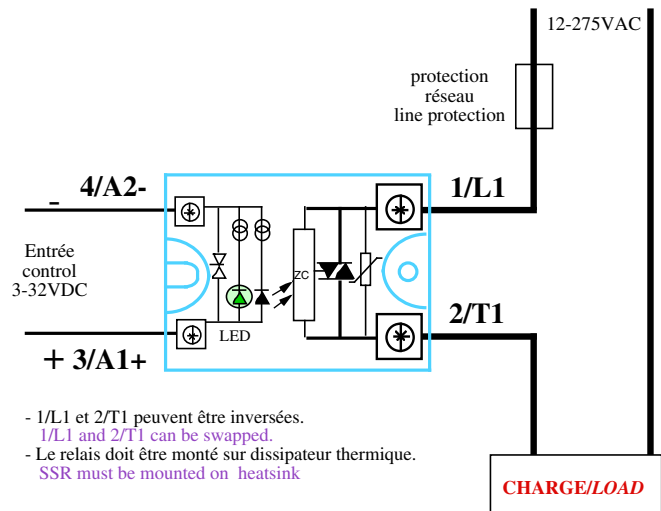 12-275VAC
protection
réseau
line protection
4/A2-
1/L1
-
Entrée
control
3-32VDC
ZC
LED
2/T1
+ 3/A1+
- 1/L1 et 2/T1 peuvent être inversées.
1/L1 and 2/T1 can be swapped.
- Le relais doit être monté sur dissipateur thermique.
SSR must be mounted on heatsink
CHARGE/LOAD